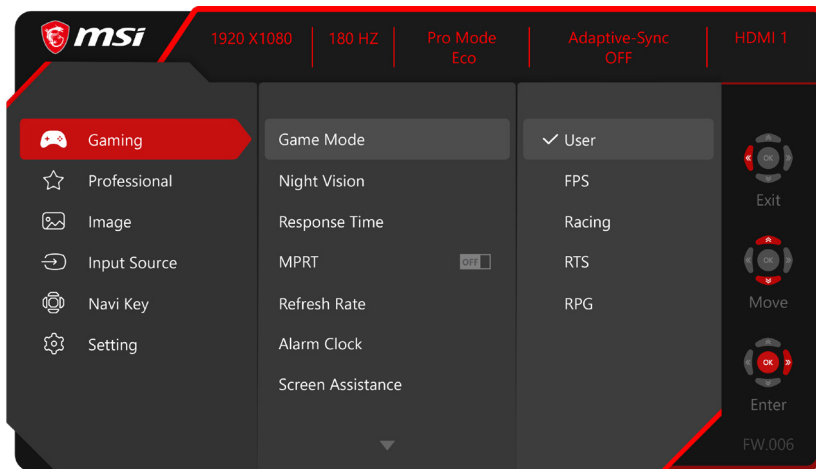 msi
1920 X1080
180 HZ
Pro Mode
Eco
Adaptive-Sync
OFF
HDMI 1
Gaming
Professional
Image
Input Source
Navi Key
Setting
Game Mode
Night Vision
Response Time
MPRT OFF
Refresh Rate
Alarm Clock
Screen Assistance
User
FPS
Racing
RTS
RPG
OK
Exit
OK
Move
OK
Enter
FW.006